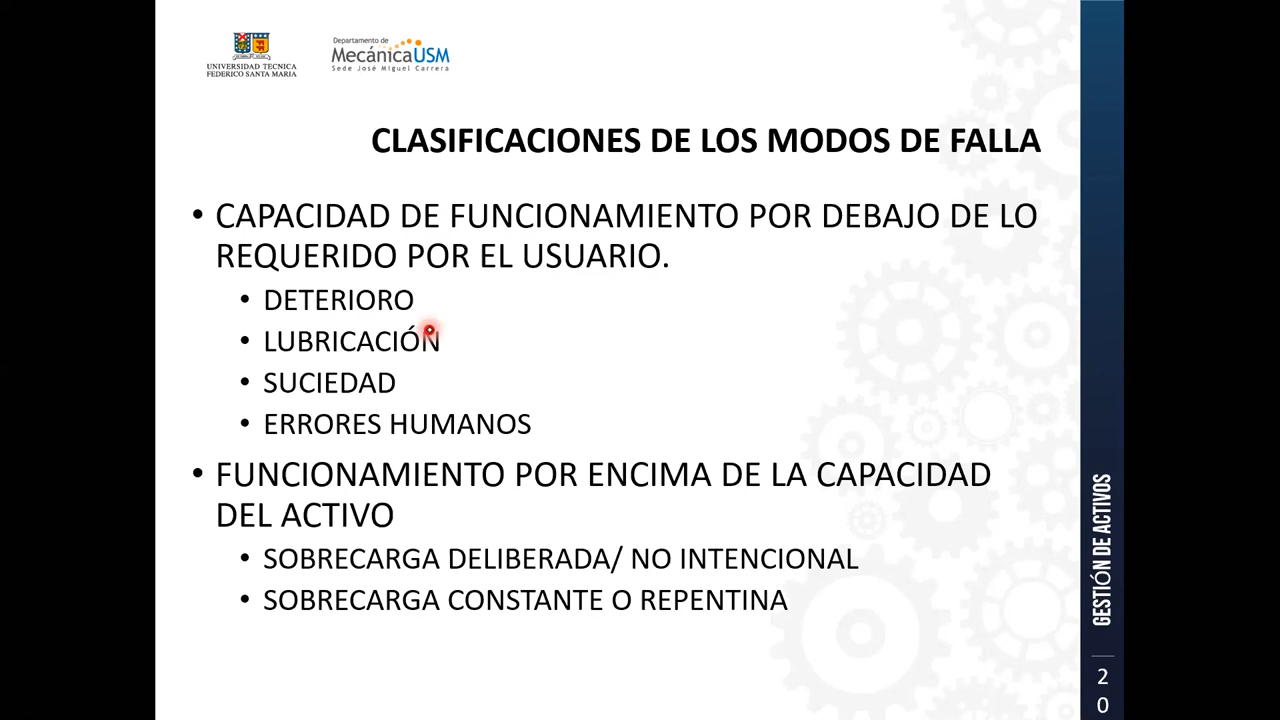 UNIVERSIDAD TECNICA
FEDERICO SANTA MARIA
Departamento de
MecánicaUSM
Sede José Miguel Carrera
CLASIFICACIONES DE LOS MODOS DE FALLA
• CAPACIDAD DE FUNCIONAMIENTO POR DEBAJO DE LO
REQUERIDO POR EL USUARIO.
• DETERIORO
• LUBRICACIÓN
• SUCIEDAD
• ERRORES HUMANOS
• FUNCIONAMIENTO POR ENCIMA DE LA CAPACIDAD
DEL ACTIVO
• SOBRECARGA DELIBERADA/ NO INTENCIONAL
• SOBRECARGA CONSTANTE O REPENTINA
GESTIÓN DE ACTIVOS
2
0